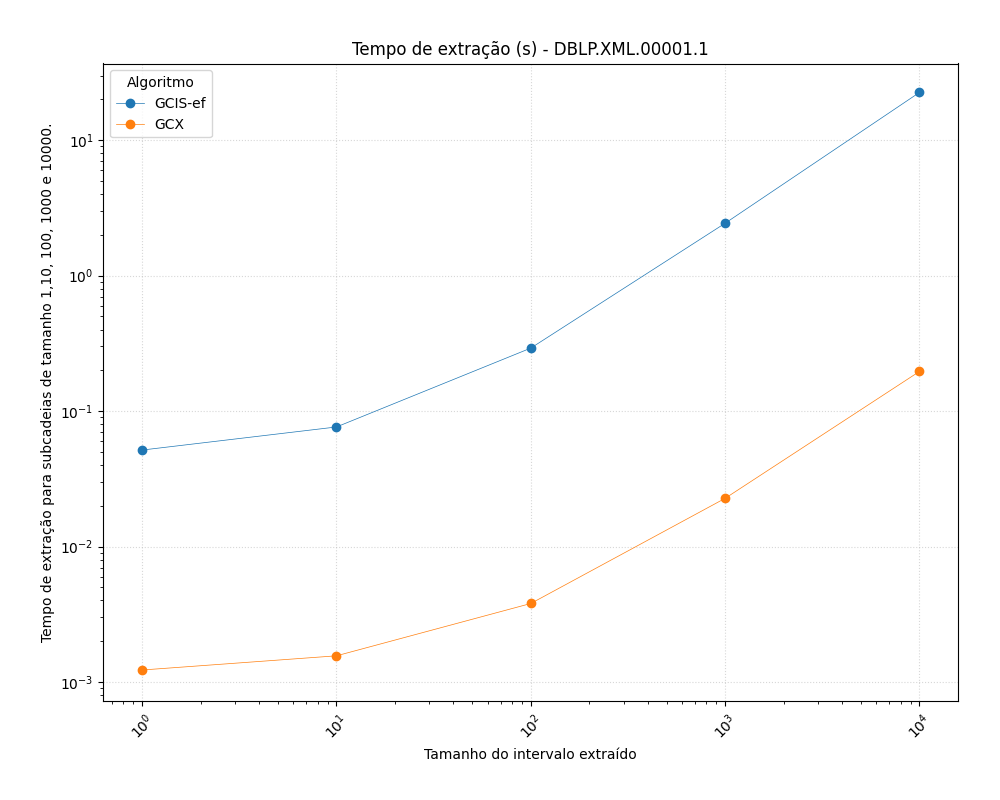 Tempo de extração (s) - DBLP.XML.00001.1
Algoritmo
GCIS-ef
GCX
Tempo de extração para subcadeias de tamanho 1,10, 100, 1000 e 10000.
10¹
10⁰
10⁻¹
10⁻²
10⁻³
10⁰
10¹
10²
10³
10⁴
Tamanho do intervalo extraído